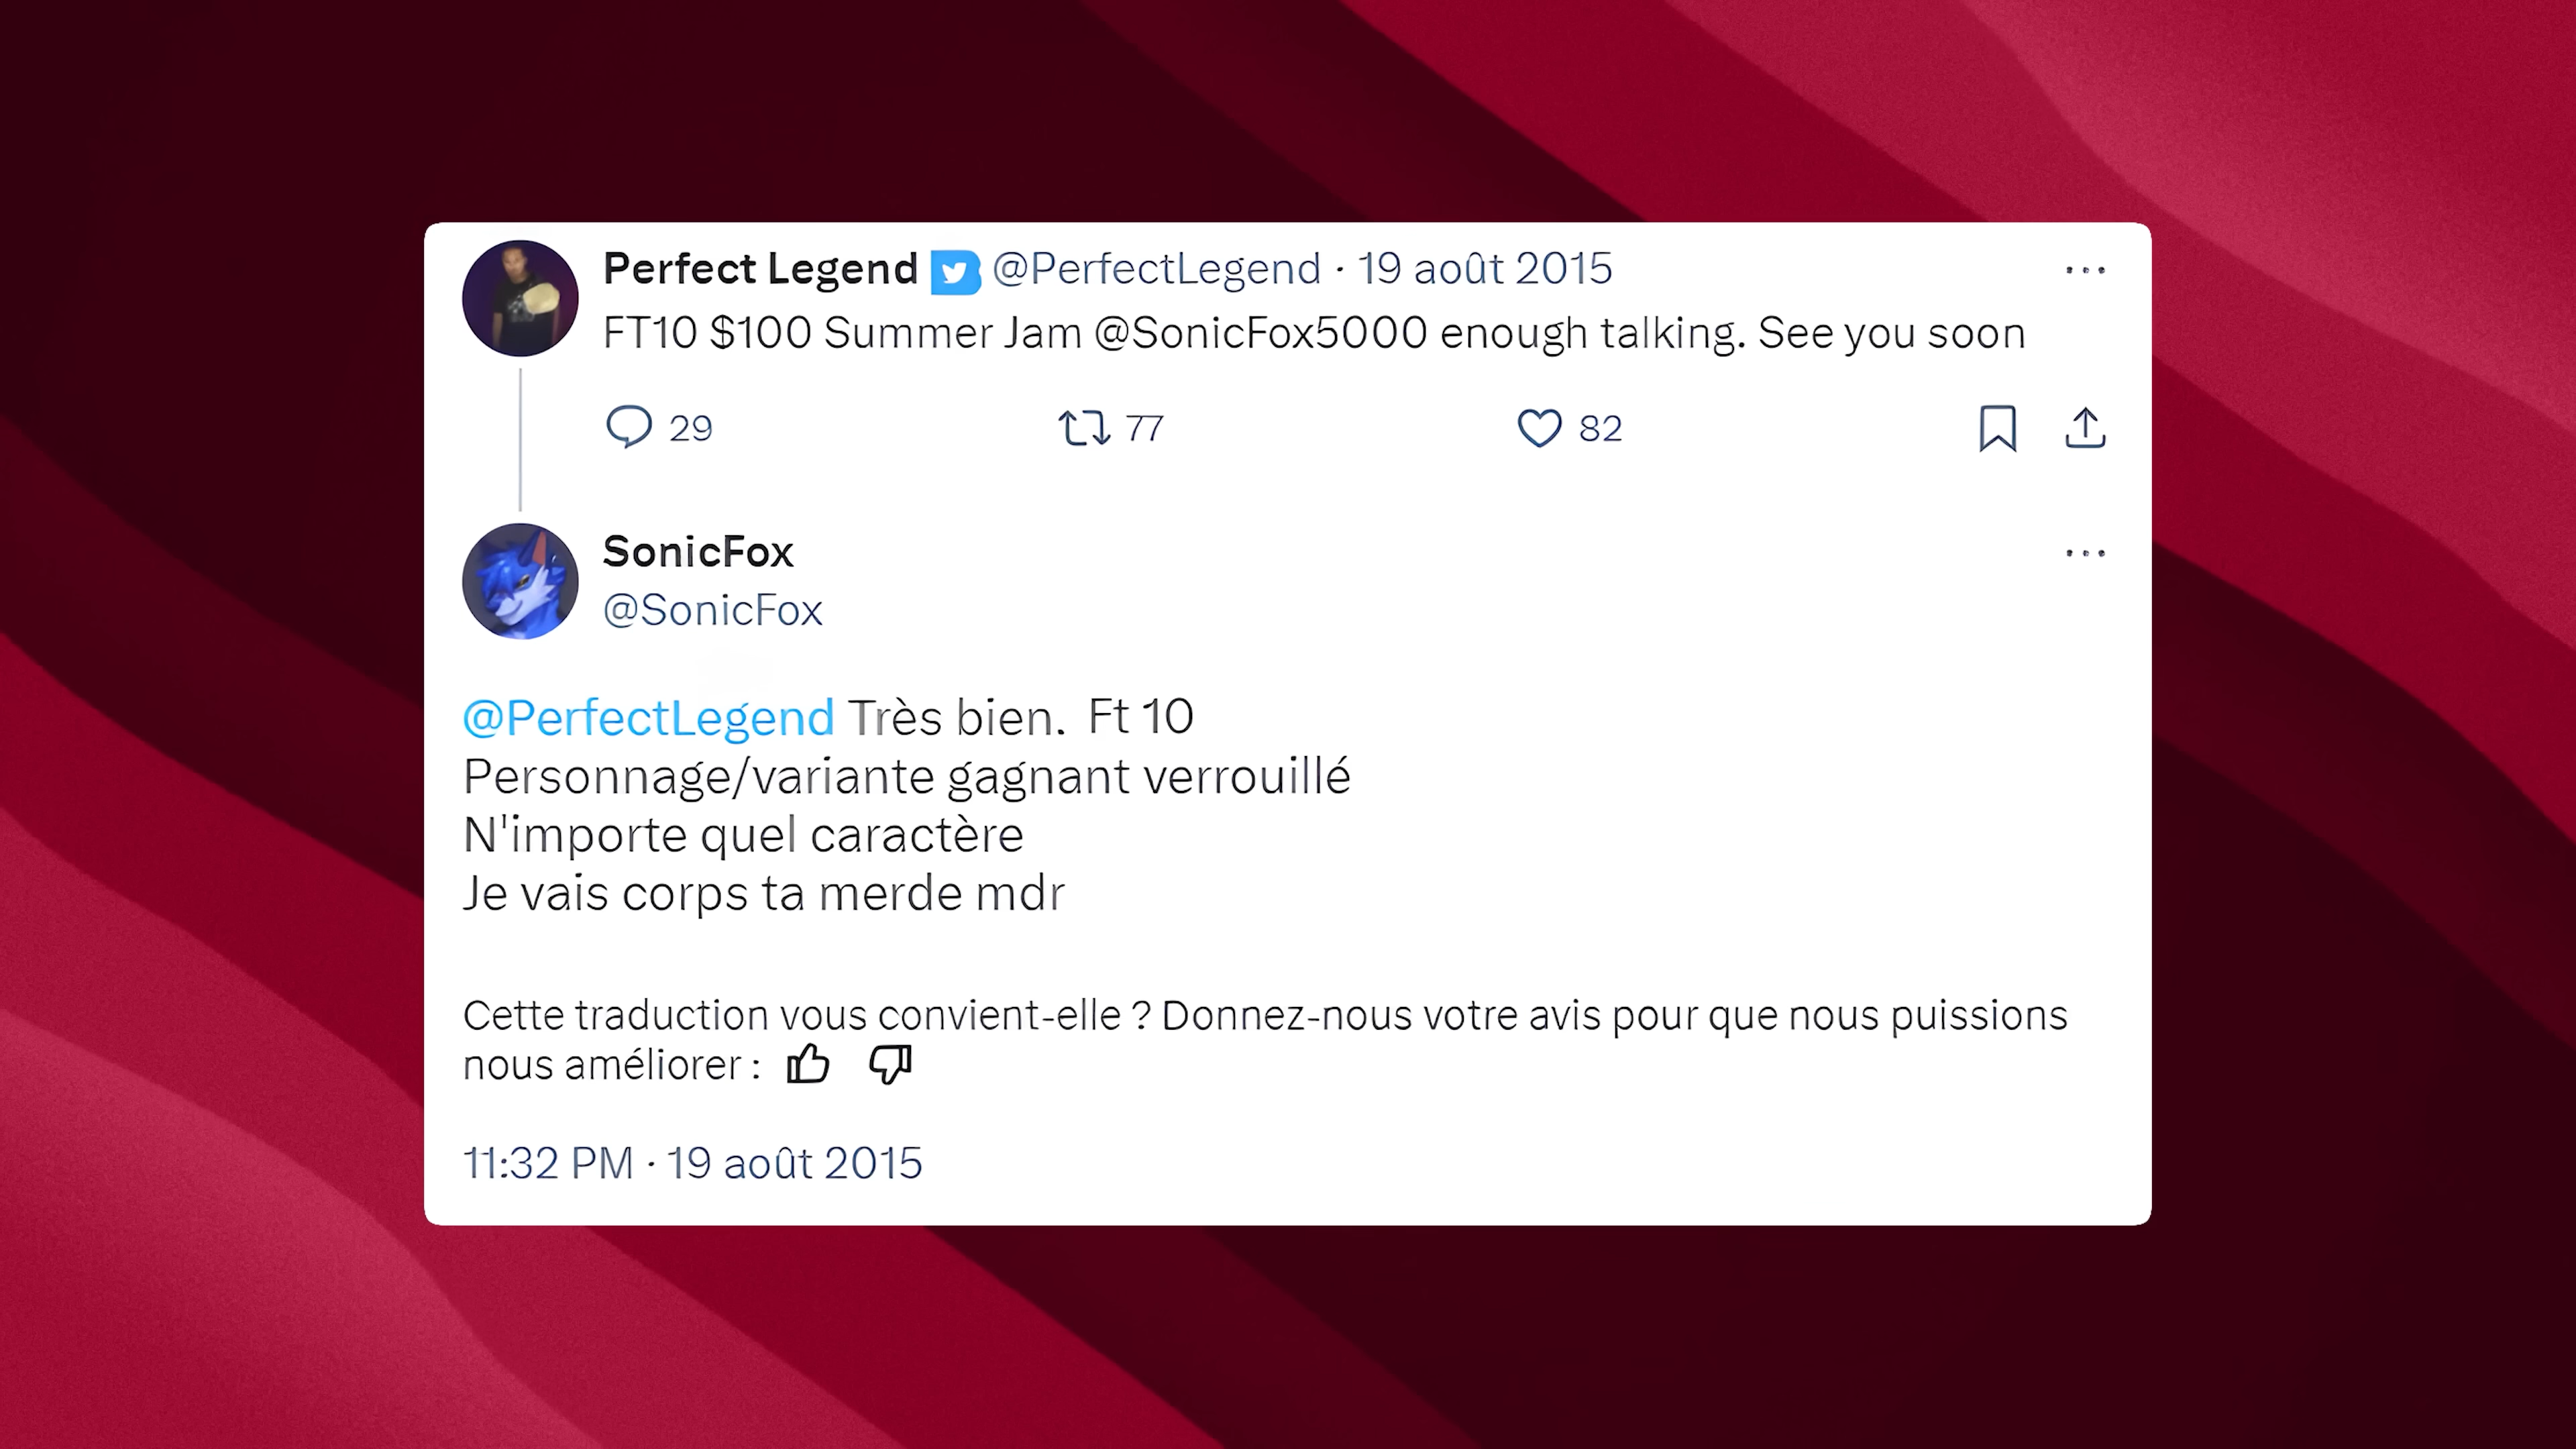 Perfect Legend @PerfectLegend · 19 août 2015
FT10 $100 Summer Jam @SonicFox5000 enough talking. See you soon
29 77 82
SonicFox
@SonicFox
@PerfectLegend Très bien. Ft 10
Personnage/variante gagnant verrouillé
N'importe quel caractère
Je vais corps ta merde mdr
Cette traduction vous convient-elle ? Donnez-nous votre avis pour que nous puissions
nous améliorer :
11:32 PM · 19 août 2015